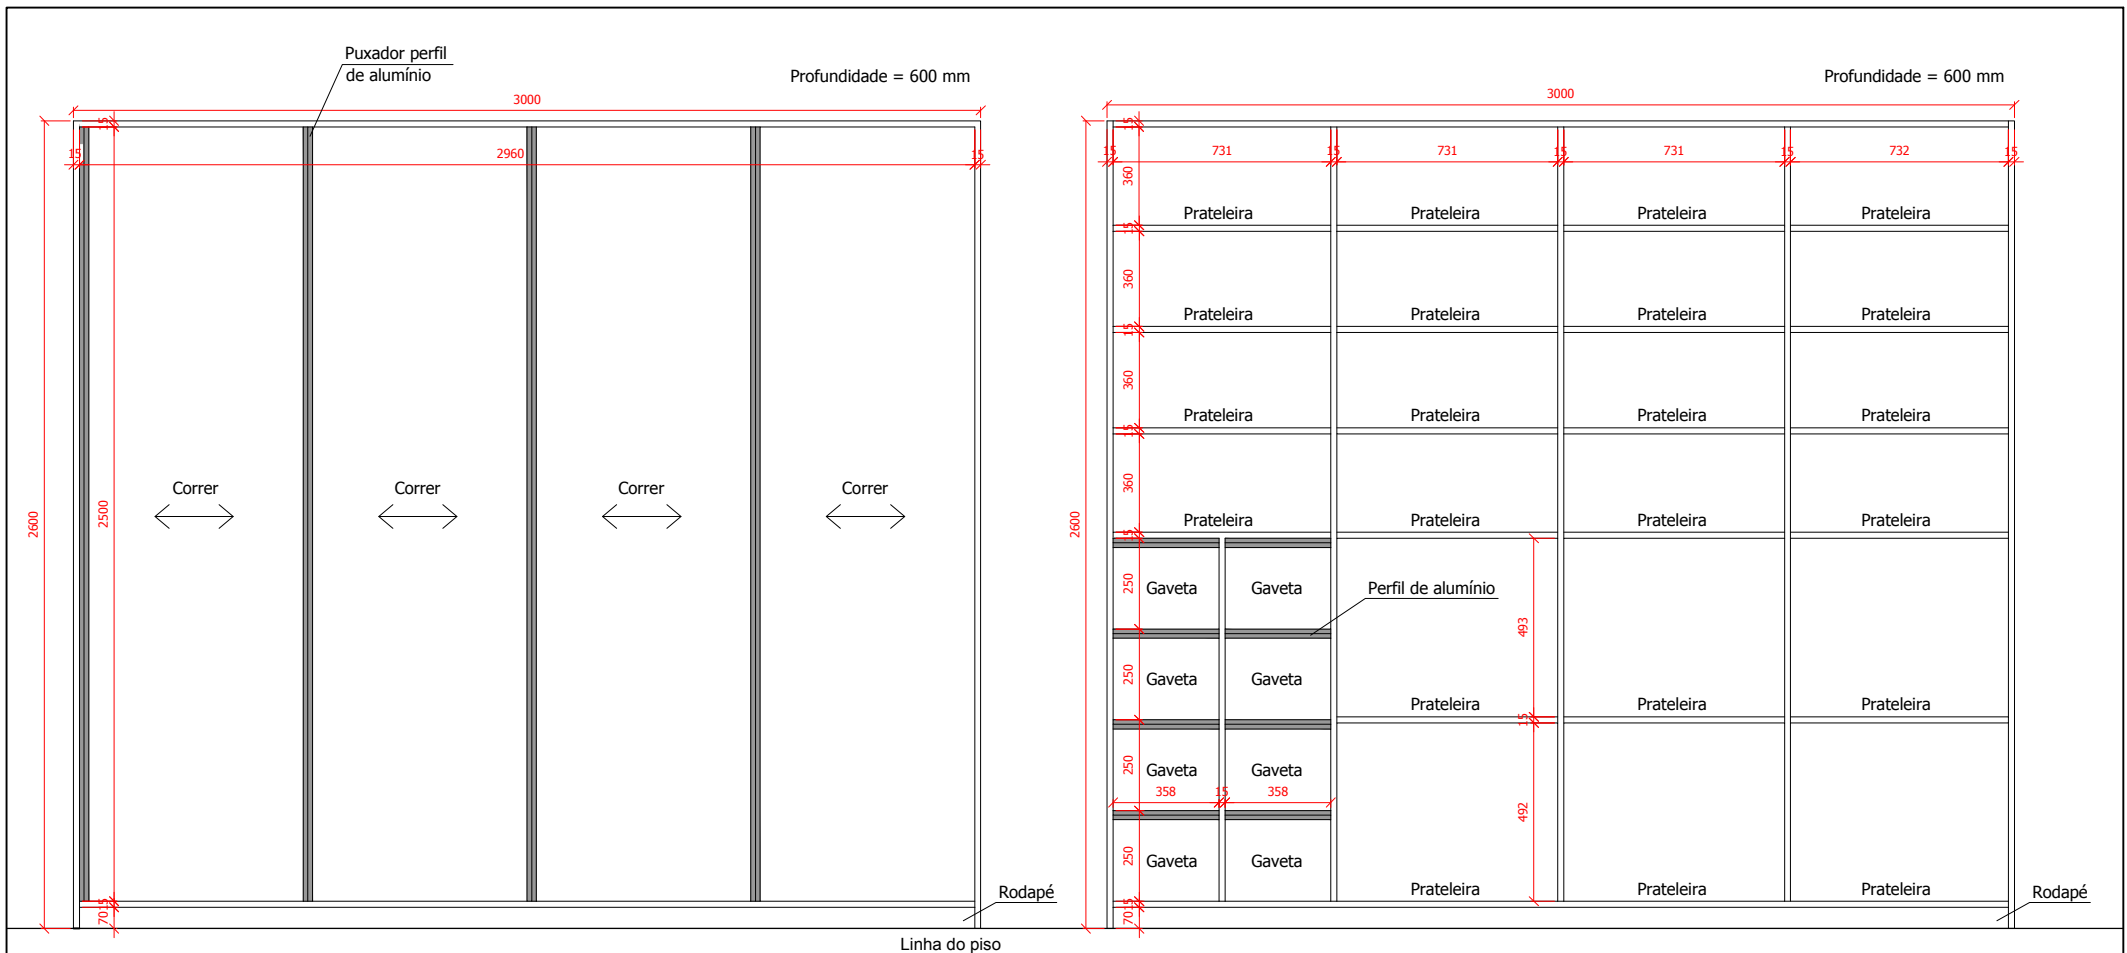 Puxador perfil
de alumínio
Profundidade = 600 mm
3000
15
15
2960
15
Correr
Correr
Correr
Correr
2600
2500
15
70
Rodapé
Linha do piso
Profundidade = 600 mm
3000
15
15
731
15
731
15
731
15
732
15
360
Prateleira
Prateleira
Prateleira
Prateleira
15
360
Prateleira
Prateleira
Prateleira
Prateleira
15
360
Prateleira
Prateleira
Prateleira
Prateleira
15
360
Prateleira
Prateleira
Prateleira
Prateleira
2600
15
250
Gaveta
Gaveta
Perfil de alumínio
493
250
Gaveta
Gaveta
Prateleira
Prateleira
Prateleira
15
250
Gaveta
Gaveta
358
15
358
492
250
Gaveta
Gaveta
Prateleira
Prateleira
Prateleira
15
70
Rodapé